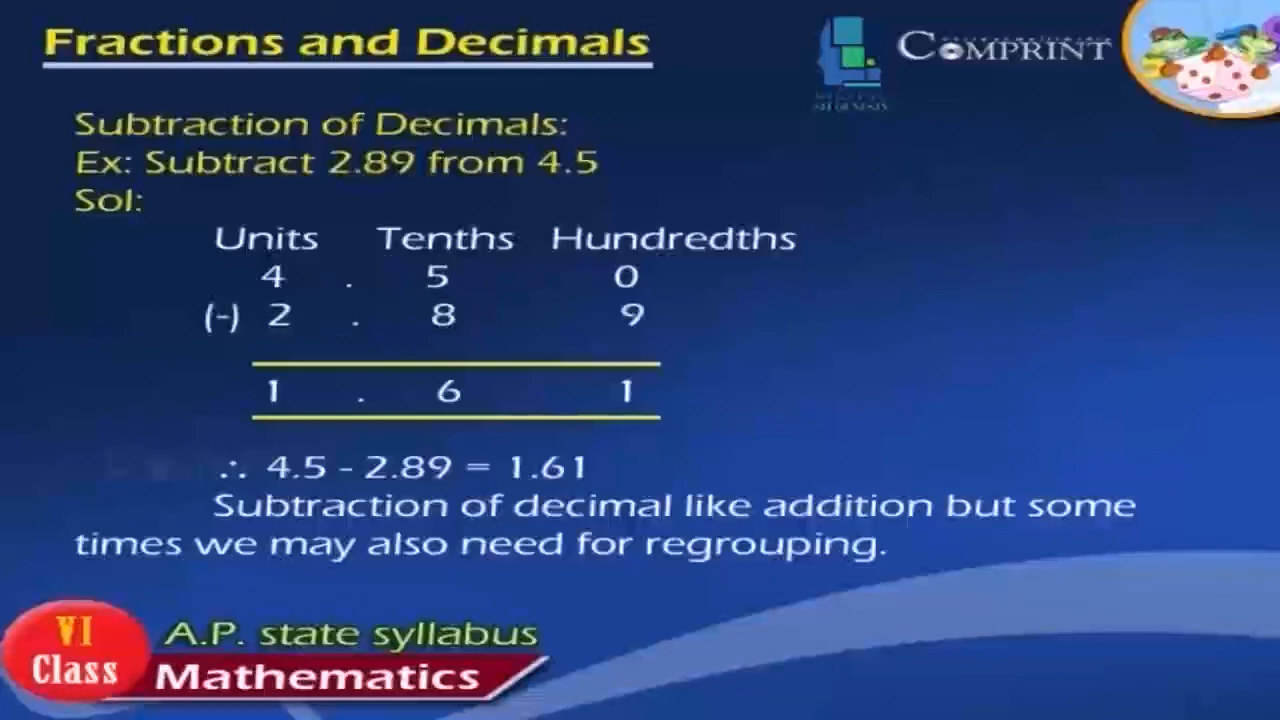 Fractions and Decimals
COMPRINT
Subtraction of Decimals:
Ex: Subtract 2.89 from 4.5
Sol:
Units Tenths Hundredths
4 . 5 0
(-) 2 . 8 9
1 . 6 1
∴ 4.5 - 2.89 = 1.61
Subtraction of decimal like addition but some
times we may also need for regrouping.
VI
Class
A.P. state syllabus
Mathematics